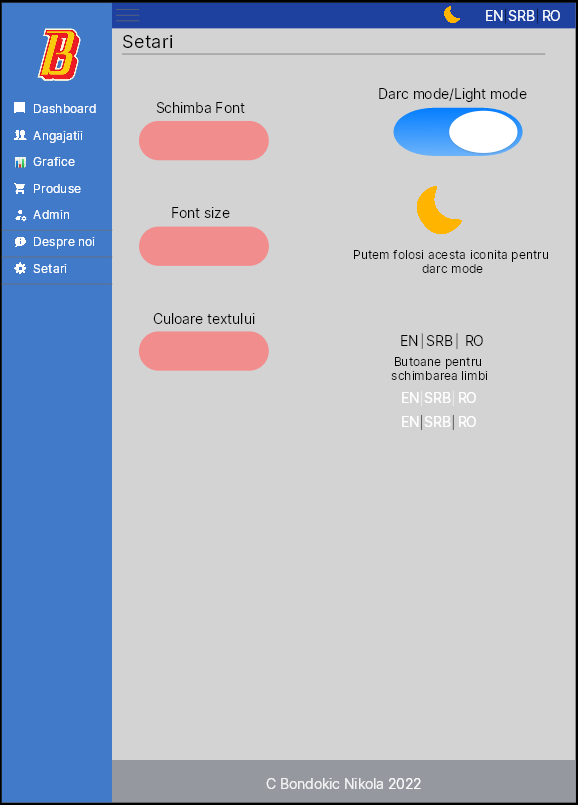 B
EN|SRB|RO
Dashboard
Angajatii
Grafice
Produse
Admin
Despre noi
Setari
Setari
Schimba Font
Font size
Culoare textului
Darc mode/Light mode
Putem folosi acesta iconita pentru
darc mode
EN|SRB| RO
Butoane pentru
schimbarea limbi
EN|SRB| RO
EN|SRB| RO
C Bondokic Nikola 2022